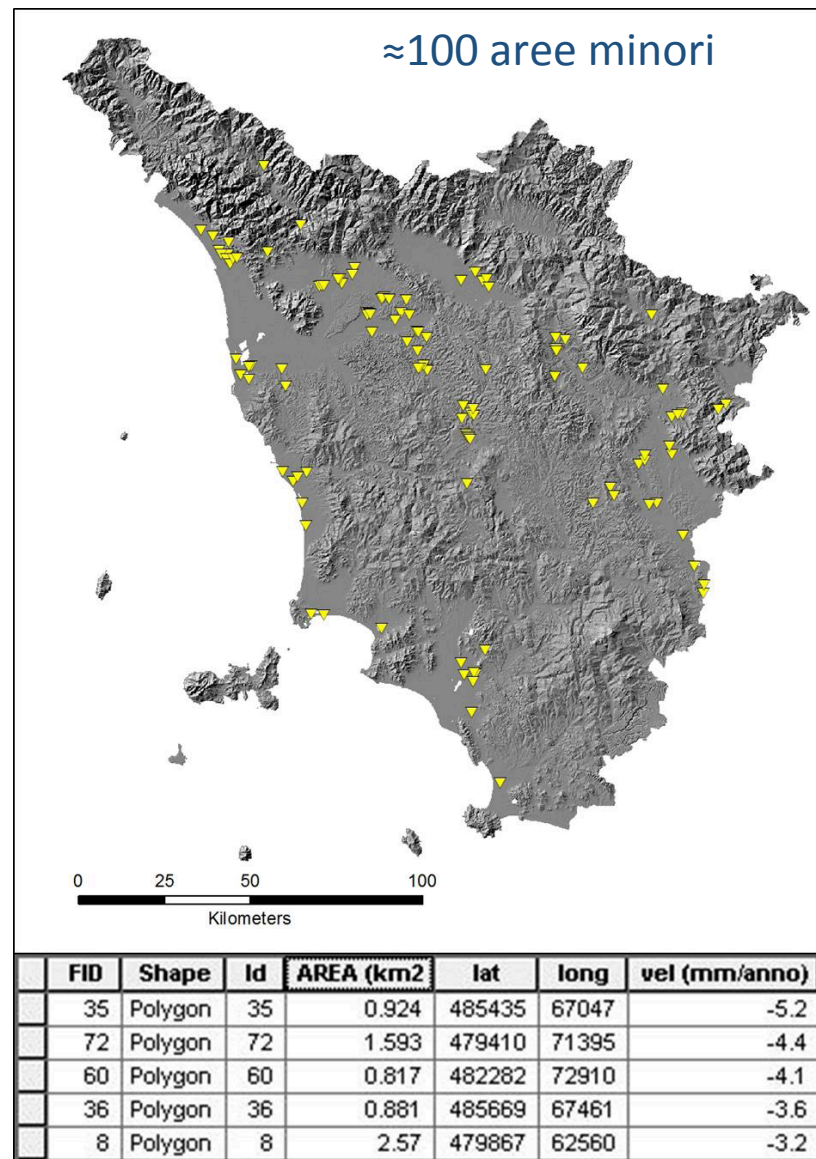 ≈100 aree minori
0 25 50 100
Kilometers
FID Shape Id AREA (km2 lat long vel (mm/anno)
35 Polygon 35 0.924 485435 67047 -5.2
72 Polygon 72 1.593 479410 71395 -4.4
60 Polygon 60 0.817 482282 72910 -4.1
36 Polygon 36 0.881 485669 67461 -3.6
8 Polygon 8 2.57 479867 62560 -3.2